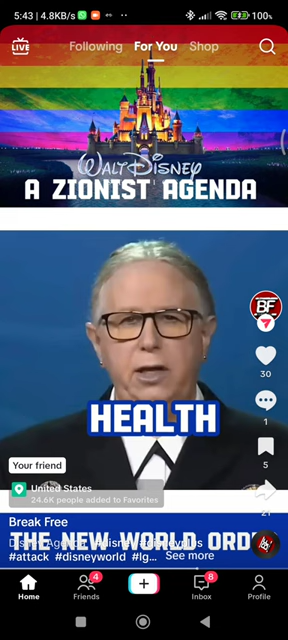 5:43 | 4.8KB/s
100%
LIVE
Following For You Shop
WALT DISNEY
A ZIONIST AGENDA
BF
30
HEALTH
1
Your friend
5
United States
24.6K people added to Favorites
21
Break Free
THE NEW WORLD ORD
#attack #disneyworld #lg... See more
4
8
Home Friends Inbox Profile